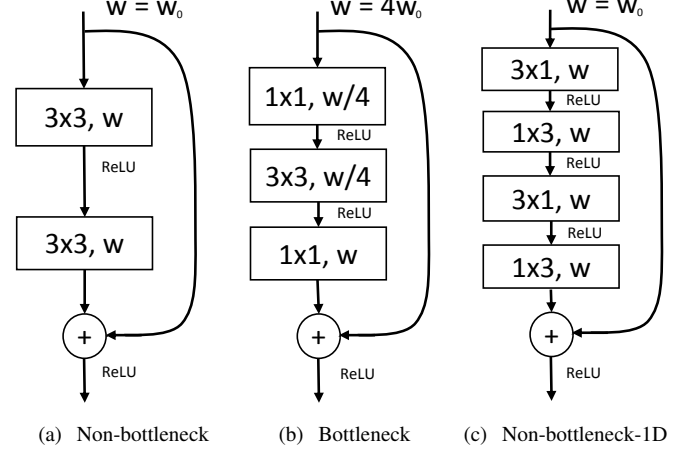 w = w₀
3x3, w
ReLU
3x3, w
+
ReLU
(a) Non-bottleneck
w = 4w₀
1x1, w/4
ReLU
3x3, w/4
ReLU
1x1, w
+
ReLU
(b) Bottleneck
w = w₀
3x1, w
ReLU
1x3, w
ReLU
3x1, w
ReLU
1x3, w
+
ReLU
(c) Non-bottleneck-1D